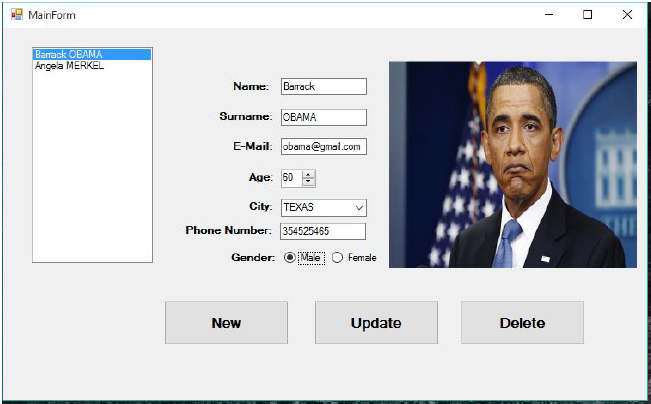 MainForm
Barrack OBAMA
Angela MERKEL
Name: Barrack
Surname: OBAMA
E-Mail: obama@gmail.com
Age: 60
City: TEXAS
Phone Number: 354525465
Gender: Male Female
New Update Delete